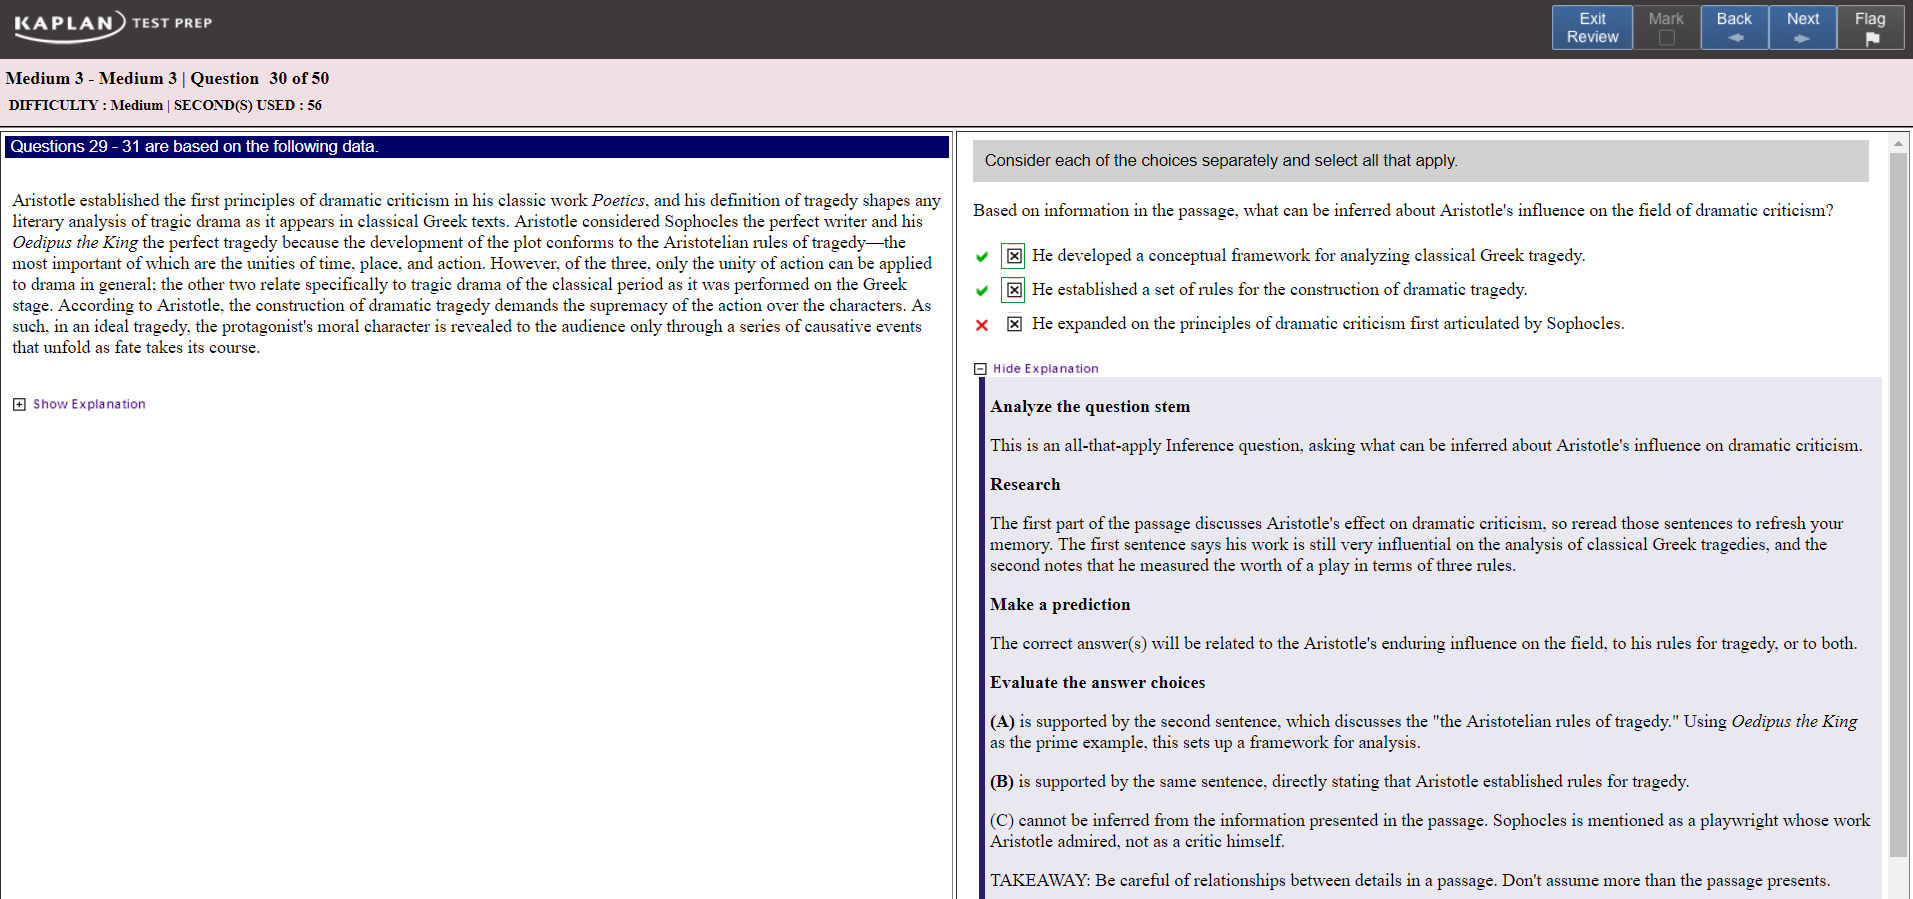 KAPLAN TEST PREP
Exit Review
Mark
Back
Next
Flag
Medium 3 - Medium 3 | Question 30 of 50
DIFFICULTY : Medium | SECOND(S) USED : 56
Questions 29 - 31 are based on the following data.
Aristotle established the first principles of dramatic criticism in his classic work Poetics, and his definition of tragedy shapes any
literary analysis of tragic drama as it appears in classical Greek texts. Aristotle considered Sophocles the perfect writer and his
Oedipus the King the perfect tragedy because the development of the plot conforms to the Aristotelian rules of tragedy—the
most important of which are the unities of time, place, and action. However, of the three, only the unity of action can be applied
to drama in general; the other two relate specifically to tragic drama of the classical period as it was performed on the Greek
stage. According to Aristotle, the construction of dramatic tragedy demands the supremacy of the action over the characters. As
such, in an ideal tragedy, the protagonist's moral character is revealed to the audience only through a series of causative events
that unfold as fate takes its course.
Show Explanation
Consider each of the choices separately and select all that apply.
Based on information in the passage, what can be inferred about Aristotle's influence on the field of dramatic criticism?
He developed a conceptual framework for analyzing classical Greek tragedy.
He established a set of rules for the construction of dramatic tragedy.
He expanded on the principles of dramatic criticism first articulated by Sophocles.
Hide Explanation
Analyze the question stem
This is an all-that-apply Inference question, asking what can be inferred about Aristotle's influence on dramatic criticism.
Research
The first part of the passage discusses Aristotle's effect on dramatic criticism, so reread those sentences to refresh your
memory. The first sentence says his work is still very influential on the analysis of classical Greek tragedies, and the
second notes that he measured the worth of a play in terms of three rules.
Make a prediction
The correct answer(s) will be related to the Aristotle's enduring influence on the field, to his rules for tragedy, or to both.
Evaluate the answer choices
(A) is supported by the second sentence, which discusses the "the Aristotelian rules of tragedy." Using Oedipus the King
as the prime example, this sets up a framework for analysis.
(B) is supported by the same sentence, directly stating that Aristotle established rules for tragedy.
(C) cannot be inferred from the information presented in the passage. Sophocles is mentioned as a playwright whose work
Aristotle admired, not as a critic himself.
TAKEAWAY: Be careful of relationships between details in a passage. Don't assume more than the passage presents.